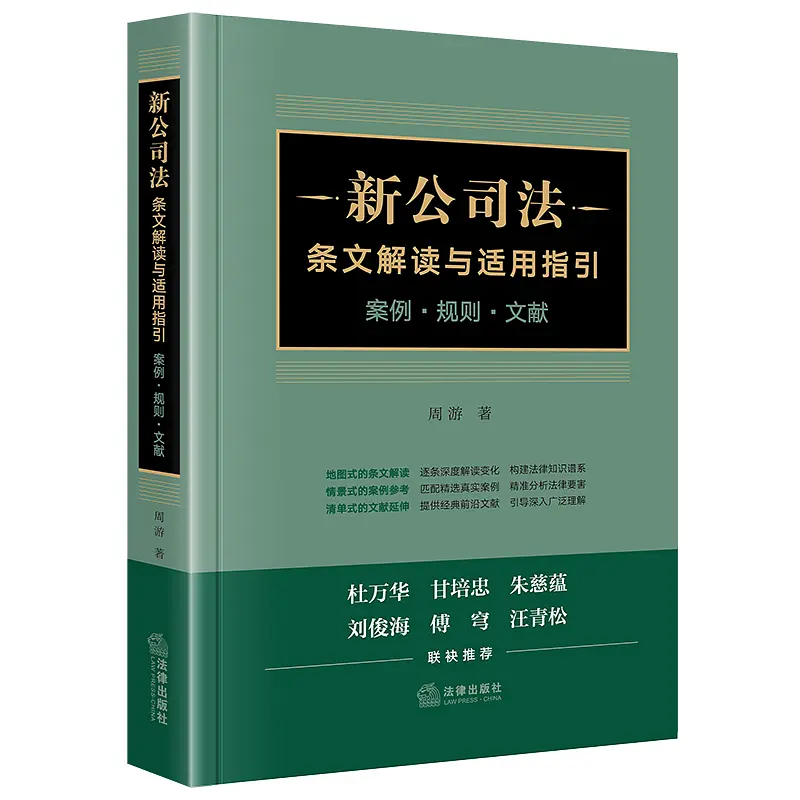 新公司法
条文解读与适用指引
案例·规则·文献
周游 著
法律出版社
LAW PRESS·CHINA
新公司法
条文解读与适用指引
案例·规则·文献
周游 著
地图式的条文解读 逐条深度解读变化 构建法律知识谱系
情景式的案例参考 匹配精选真实案例 精准分析法律要害
清单式的文献延伸 提供经典前沿文献 引导深入广泛理解
杜万华 甘培忠 朱慈蕴
刘俊海 傅穹 汪青松
联袂推荐
法律出版社
LAW PRESS·CHINA